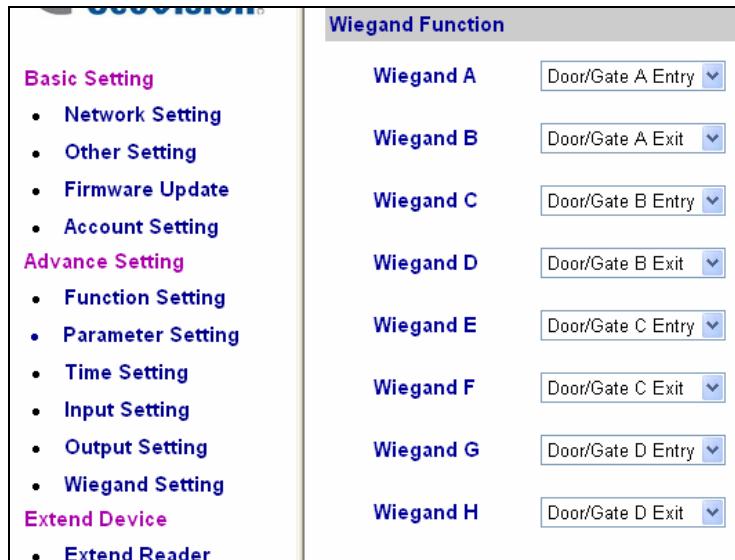 Wiegand Function
Basic Setting
Network Setting
Other Setting
Firmware Update
Account Setting
Advance Setting
Function Setting
Parameter Setting
Time Setting
Input Setting
Output Setting
Wiegand Setting
Extend Device
Extend Reader
Wiegand A Door/Gate A Entry
Wiegand B Door/Gate A Exit
Wiegand C Door/Gate B Entry
Wiegand D Door/Gate B Exit
Wiegand E Door/Gate C Entry
Wiegand F Door/Gate C Exit
Wiegand G Door/Gate D Entry
Wiegand H Door/Gate D Exit